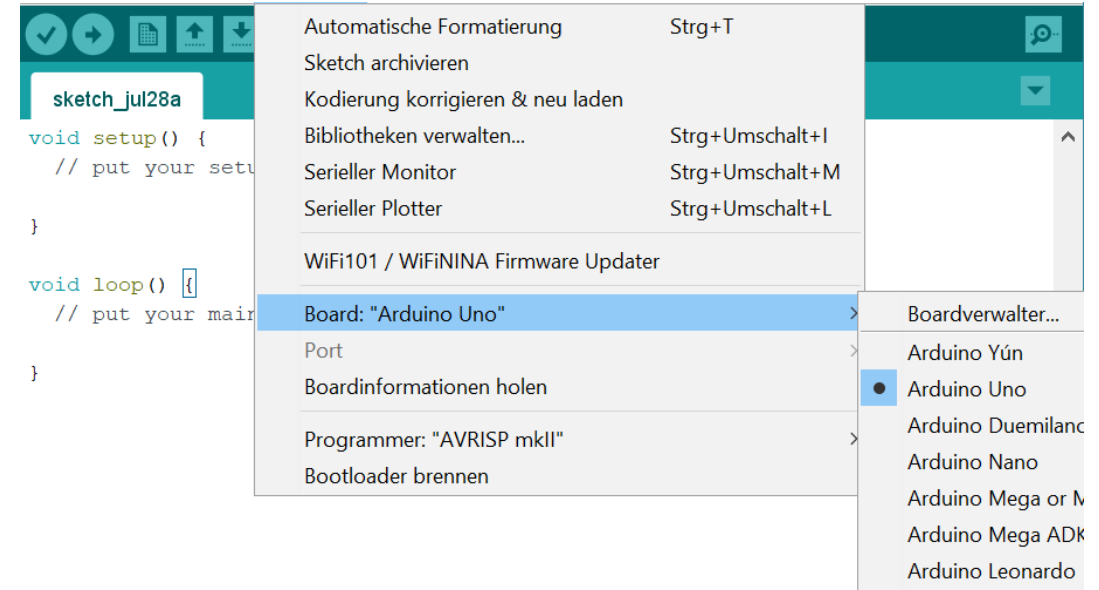 sketch_jul28a
void setup() {
// put your setu
}
void loop() {
// put your main
}
Automatische Formatierung Strg+T
Sketch archivieren
Kodierung korrigieren & neu laden
Bibliotheken verwalten... Strg+Umschalt+I
Serieller Monitor Strg+Umschalt+M
Serieller Plotter Strg+Umschalt+L
WiFi101 / WiFiNINA Firmware Updater
Board: "Arduino Uno"
Port
Boardinformationen holen
Programmer: "AVRISP mkII"
Bootloader brennen
Boardverwalter...
Arduino Yún
Arduino Uno
Arduino Duemilano
Arduino Nano
Arduino Mega or M
Arduino Mega ADK
Arduino Leonardo